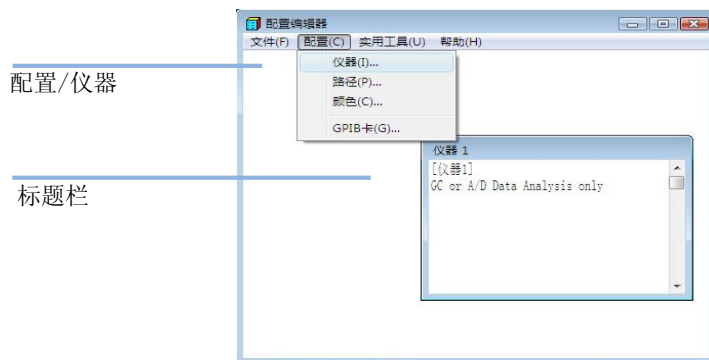 配置编辑器
文件(F) 配置(C) 实用工具(U) 帮助(H)
仪器(I)...
路径(P)...
颜色(C)...
GPIB卡(G)...
配置/仪器
仪器 1
[仪器1]
GC or A/D Data Analysis only
标题栏